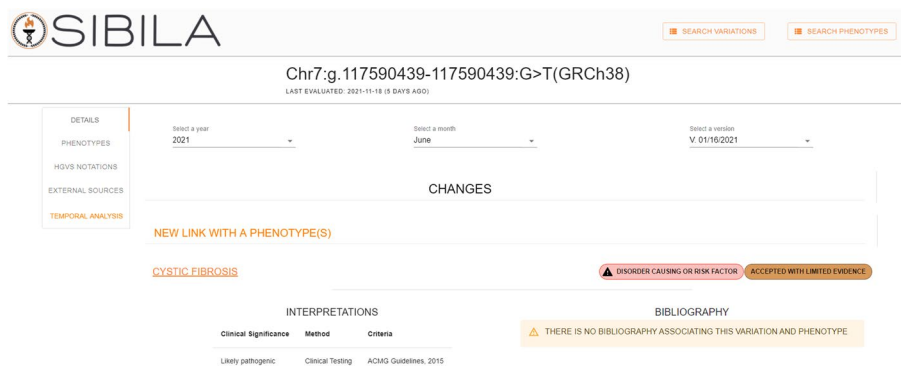 SIBILA
SEARCH VARIATIONS
SEARCH PHENOTYPES
Chr7:g.117590439-117590439:G>T(GRCh38)
LAST EVALUATED: 2021-11-18 (5 DAYS AGO)
DETAILS
PHENOTYPES
HGVS NOTATIONS
EXTERNAL SOURCES
TEMPORAL ANALYSIS
Select a year
2021
Select a month
June
Select a version
V. 01/16/2021
CHANGES
NEW LINK WITH A PHENOTYPE(S)
CYSTIC FIBROSIS
DISORDER CAUSING OR RISK FACTOR
ACCEPTED WITH LIMITED EVIDENCE
INTERPRETATIONS
Clinical Significance Method Criteria
Likely pathogenic Clinical Testing ACMG Guidelines, 2015
BIBLIOGRAPHY
THERE IS NO BIBLIOGRAPHY ASSOCIATING THIS VARIATION AND PHENOTYPE